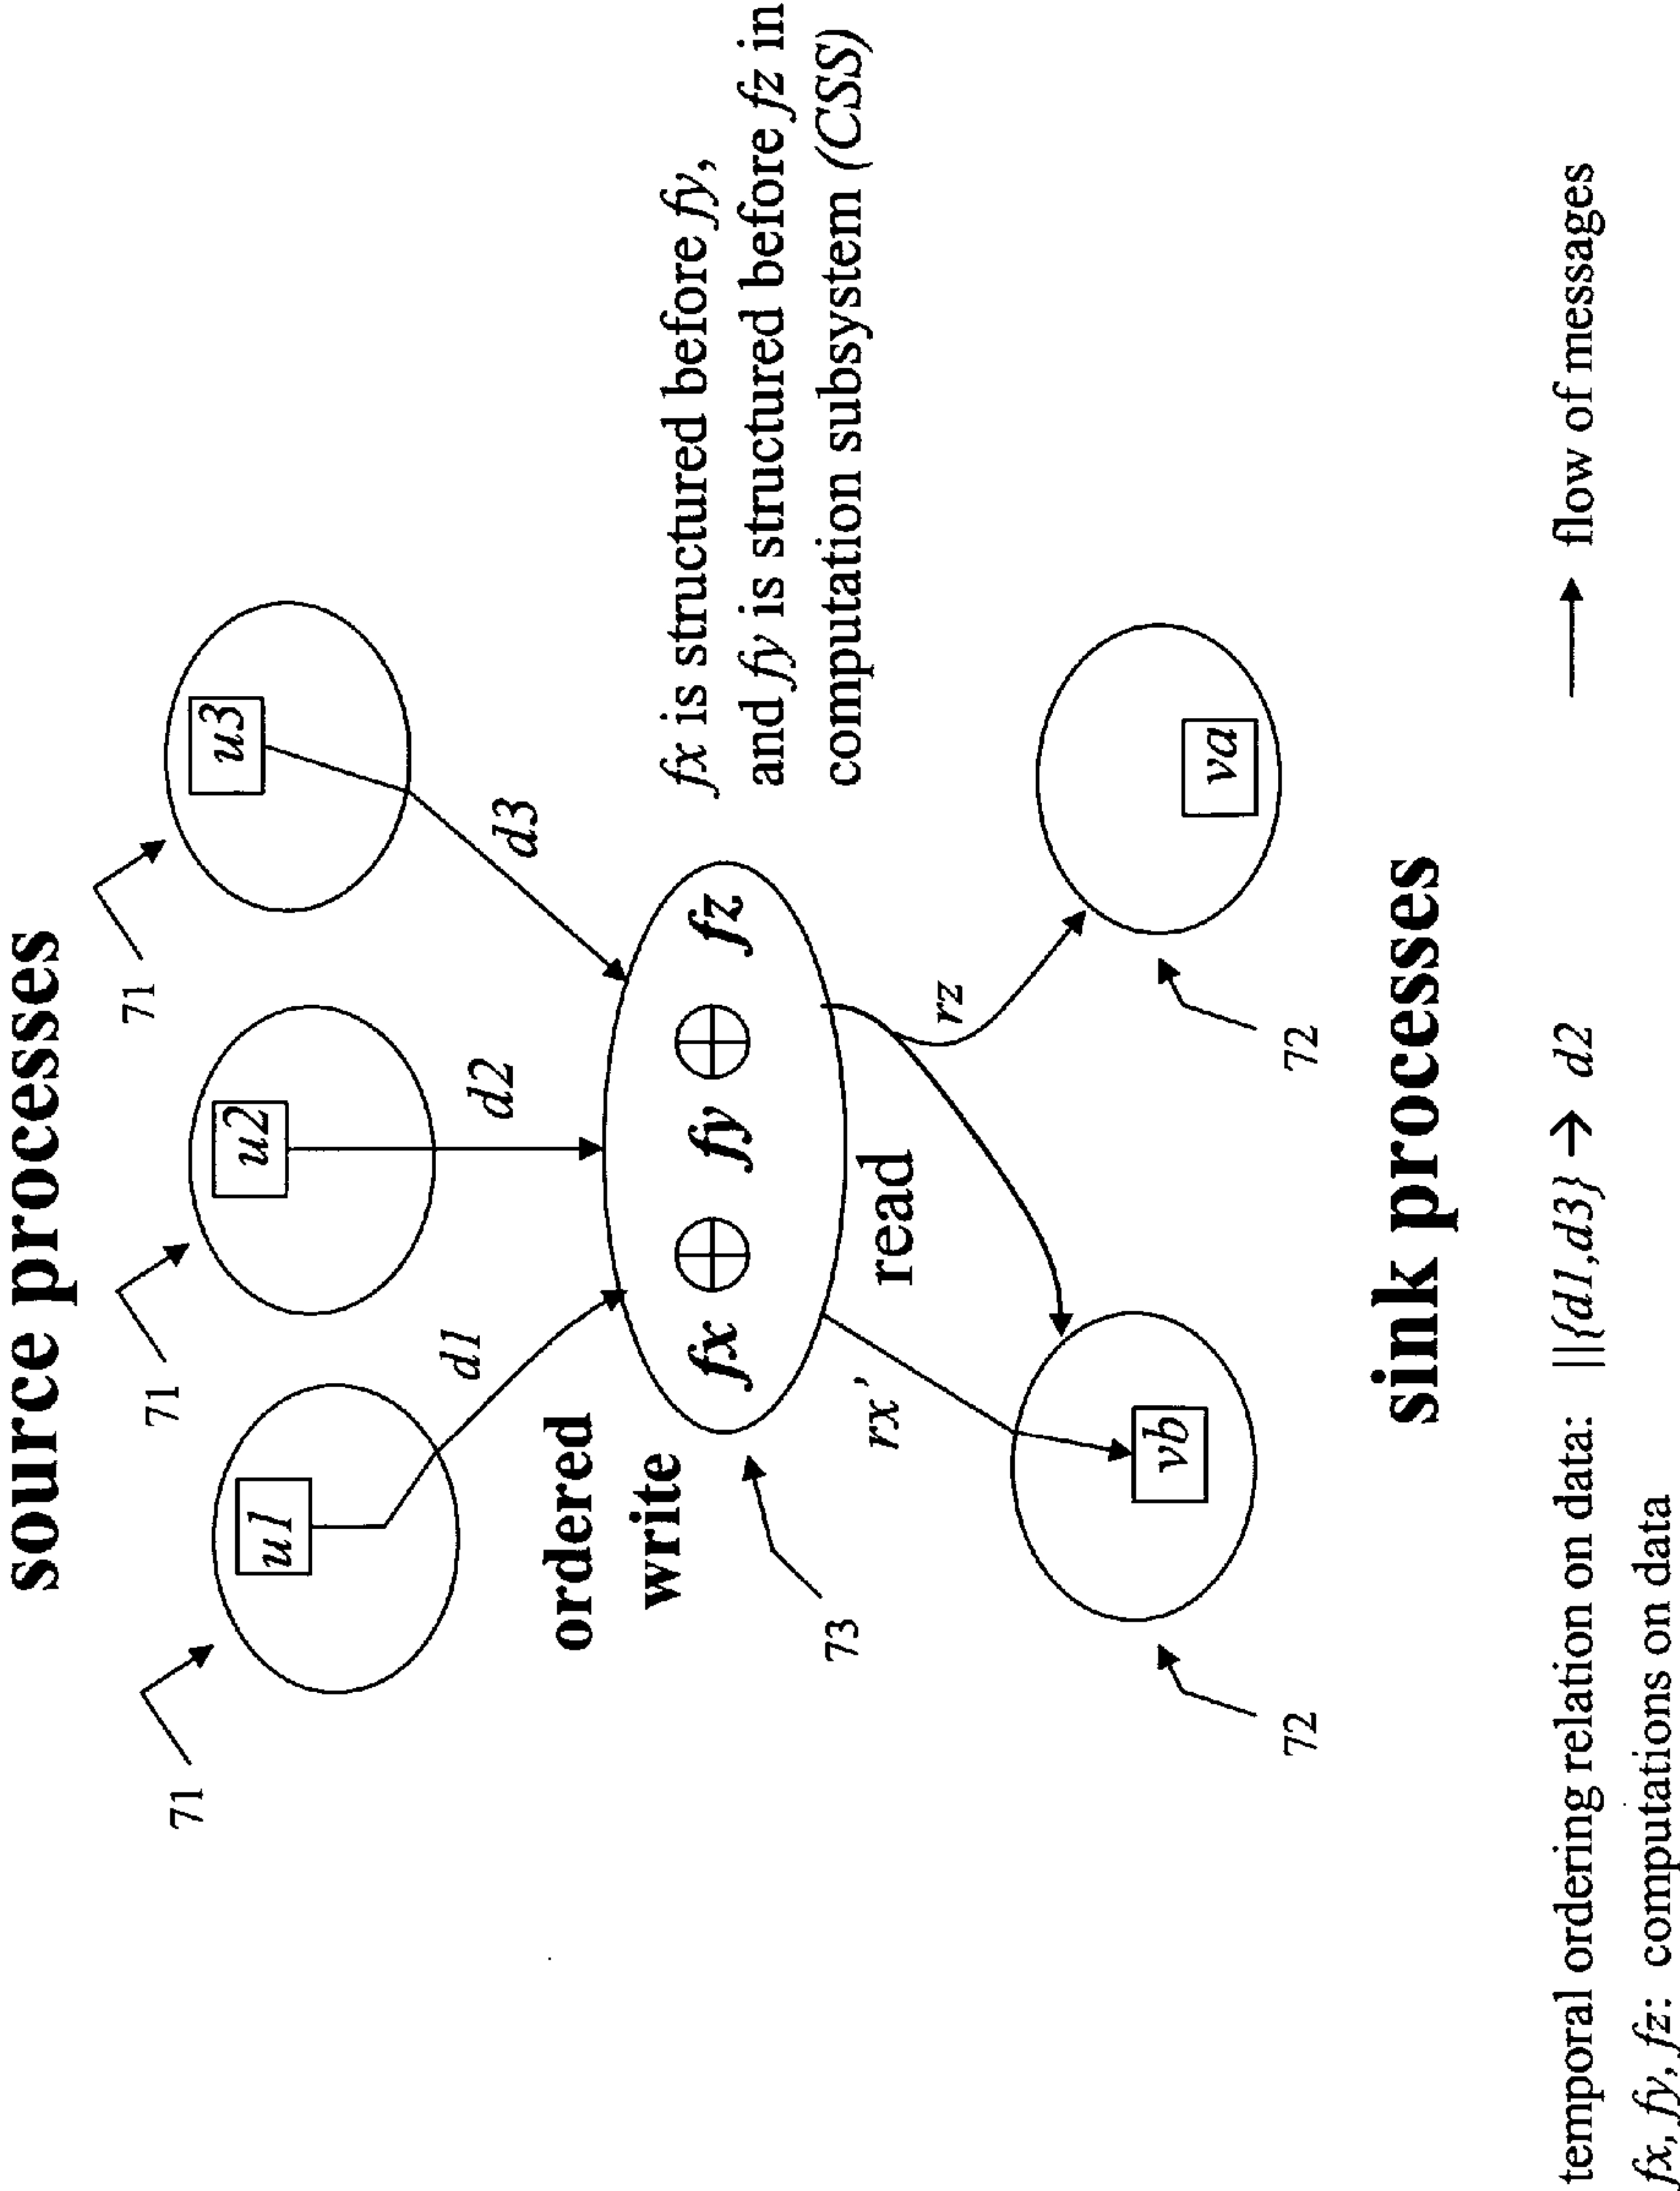 source processes
71
71
71
u1
u2
u3
d1
d2
d3
ordered
write
fx ⊕ fy ⊕ fz
fx is structured before fy,
and fy is structured before fz in
computation subsystem (CSS)
73
read
rx'
rz
vb
va
72
72
sink processes
temporal ordering relation on data: ||{d1,d3} → d2
→ flow of messages
fx, fy, fz: computations on data